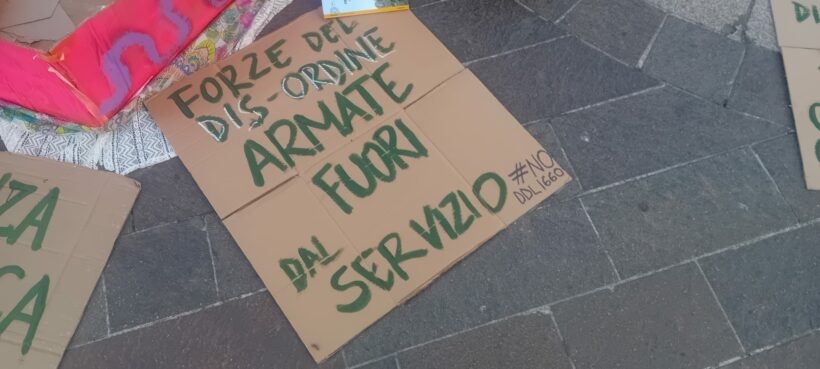 FORZE DEL
DIS-ORDINE
ARMATE
FUORI
DAL
SERVIZIO
#NO
DDL1660